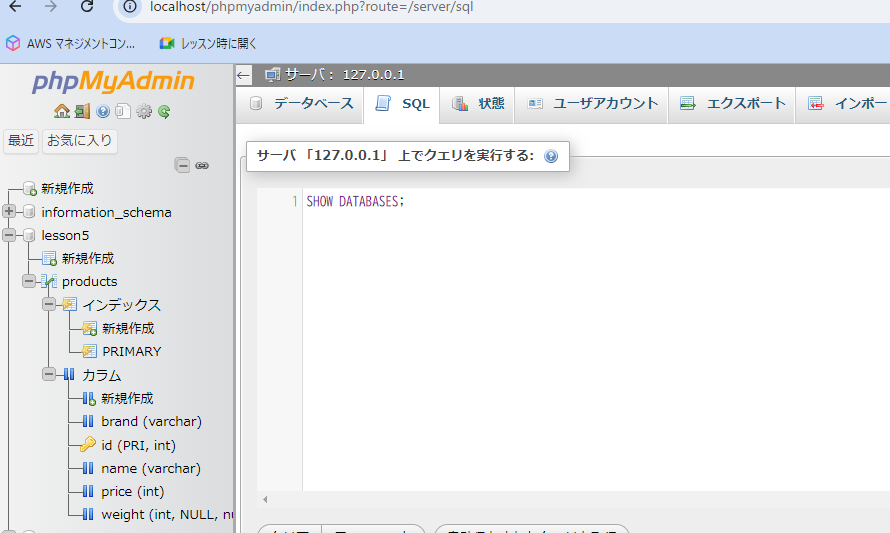 localhost/phpmyadmin/index.php?route=/server/sql
AWS マネジメントコン... レッスン時に開く
phpMyAdmin
最近 お気に入り
新規作成
information_schema
lesson5
新規作成
products
インデックス
新規作成
PRIMARY
カラム
新規作成
brand (varchar)
id (PRI, int)
name (varchar)
price (int)
weight (int, NULL, nu
サーバ： 127.0.0.1
データベース SQL 状態 ユーザアカウント エクスポート インポー
サーバ 「127.0.0.1」 上でクエリを実行する:
1 SHOW DATABASES;